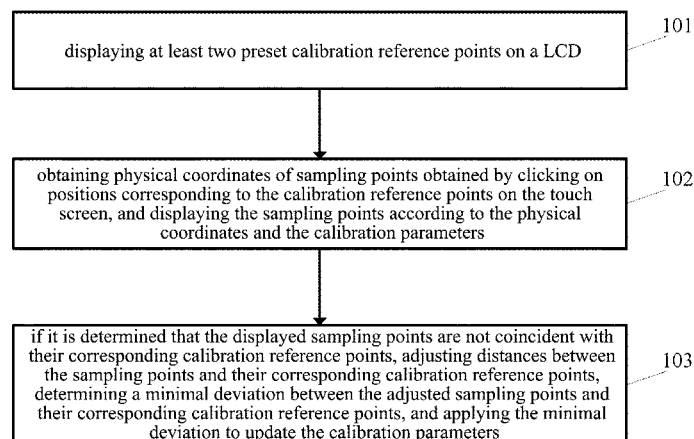 101
displaying at least two preset calibration reference points on a LCD
102
obtaining physical coordinates of sampling points obtained by clicking on
positions corresponding to the calibration reference points on the touch
screen, and displaying the sampling points according to the physical
coordinates and the calibration parameters
103
if it is determined that the displayed sampling points are not coincident with
their corresponding calibration reference points, adjusting distances between
the sampling points and their corresponding calibration reference points,
determining a minimal deviation between the adjusted sampling points and
their corresponding calibration reference points, and applying the minimal
deviation to update the calibration parameters